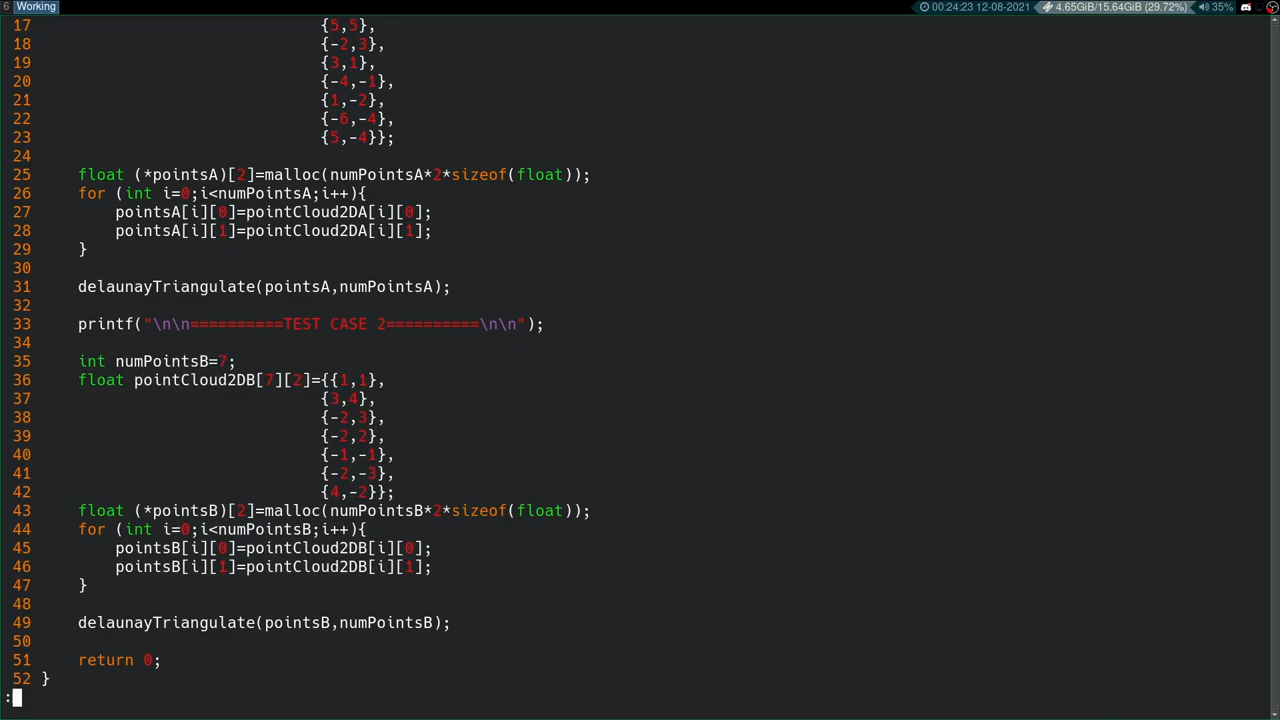 6 Working 00:24:23 12-08-2021 4.65GiB/15.64GiB (29.72%) 35%
17 {5,5},
18 {-2,3},
19 {3,1},
20 {-4,-1},
21 {1,-2},
22 {-6,-4},
23 {5,-4}};
24
25 float (*pointsA)[2]=malloc(numPointsA*2*sizeof(float));
26 for (int i=0;i<numPointsA;i++){
27 pointsA[i][0]=pointCloud2DA[i][0];
28 pointsA[i][1]=pointCloud2DA[i][1];
29 }
30
31 delaunayTriangulate(pointsA,numPointsA);
32
33 printf("\n\n==========TEST CASE 2==========\n\n");
34
35 int numPointsB=7;
36 float pointCloud2DB[7][2]={{1,1},
37 {3,4},
38 {-2,3},
39 {-2,2},
40 {-1,-1},
41 {-2,-3},
42 {4,-2}};
43 float (*pointsB)[2]=malloc(numPointsB*2*sizeof(float));
44 for (int i=0;i<numPointsB;i++){
45 pointsB[i][0]=pointCloud2DB[i][0];
46 pointsB[i][1]=pointCloud2DB[i][1];
47 }
48
49 delaunayTriangulate(pointsB,numPointsB);
50
51 return 0;
52 }
: